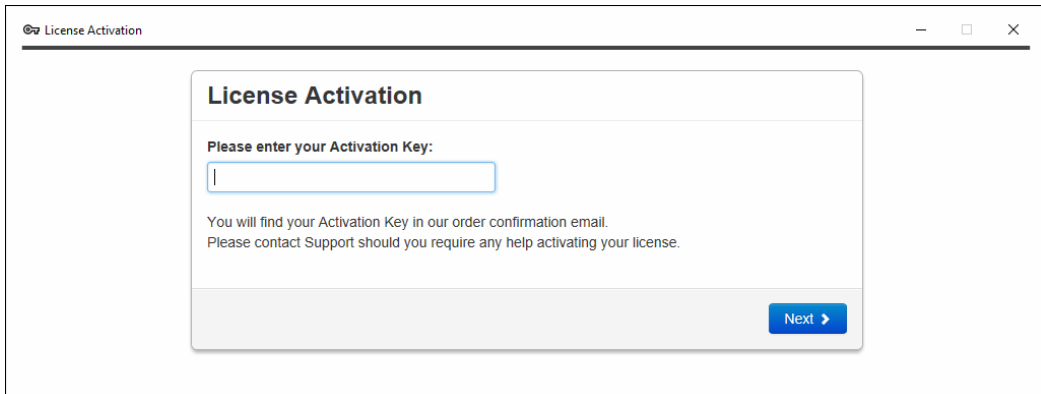 License Activation
License Activation
Please enter your Activation Key:
You will find your Activation Key in our order confirmation email.
Please contact Support should you require any help activating your license.
Next